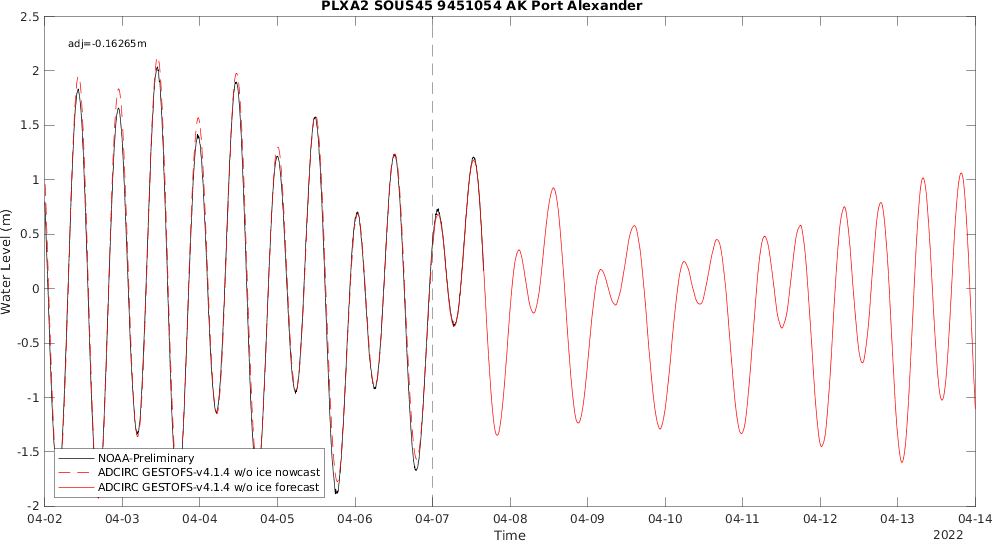 PLXA2 SOUS45 9451054 AK Port Alexander
adj=-0.16265m
2.5
2
1.5
1
0.5
0
-0.5
-1
-1.5
-2
Water Level (m)
NOAA-Preliminary
ADCIRC GESTOFS-v4.1.4 w/o ice nowcast
ADCIRC GESTOFS-v4.1.4 w/o ice forecast
04-02 04-03 04-04 04-05 04-06 04-07 04-08 04-09 04-10 04-11 04-12 04-13 04-14
Time
2022